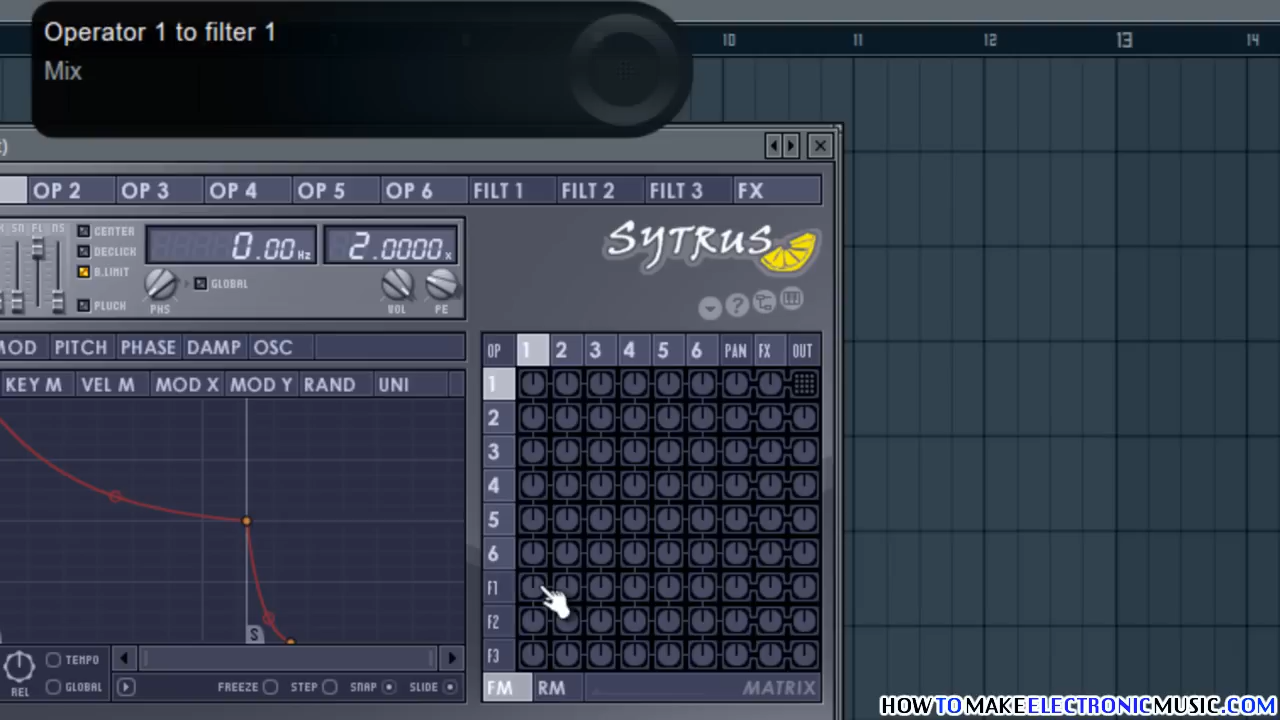 Operator 1 to filter 1
Mix
10 11 12 13 14
OP 2 OP 3 OP 4 OP 5 OP 6 FILT 1 FILT 2 FILT 3 FX
SN FL NS
CENTER
DECLICK
B.LIMIT
PLUCK
0.00Hz 2.0000x
PHS GLOBAL VOL PE
SYTRUS
?
PITCH PHASE DAMP OSC
KEY M VEL M MOD X MOD Y RAND UNI
OP 1 2 3 4 5 6 PAN FX OUT
1
2
3
4
5
6
F1
F2
F3
S
REL TEMPO
GLOBAL FREEZE STEP SNAP SLIDE
FM RM MATRIX
HOWTOMAKEELECTRONICMUSIC.COM